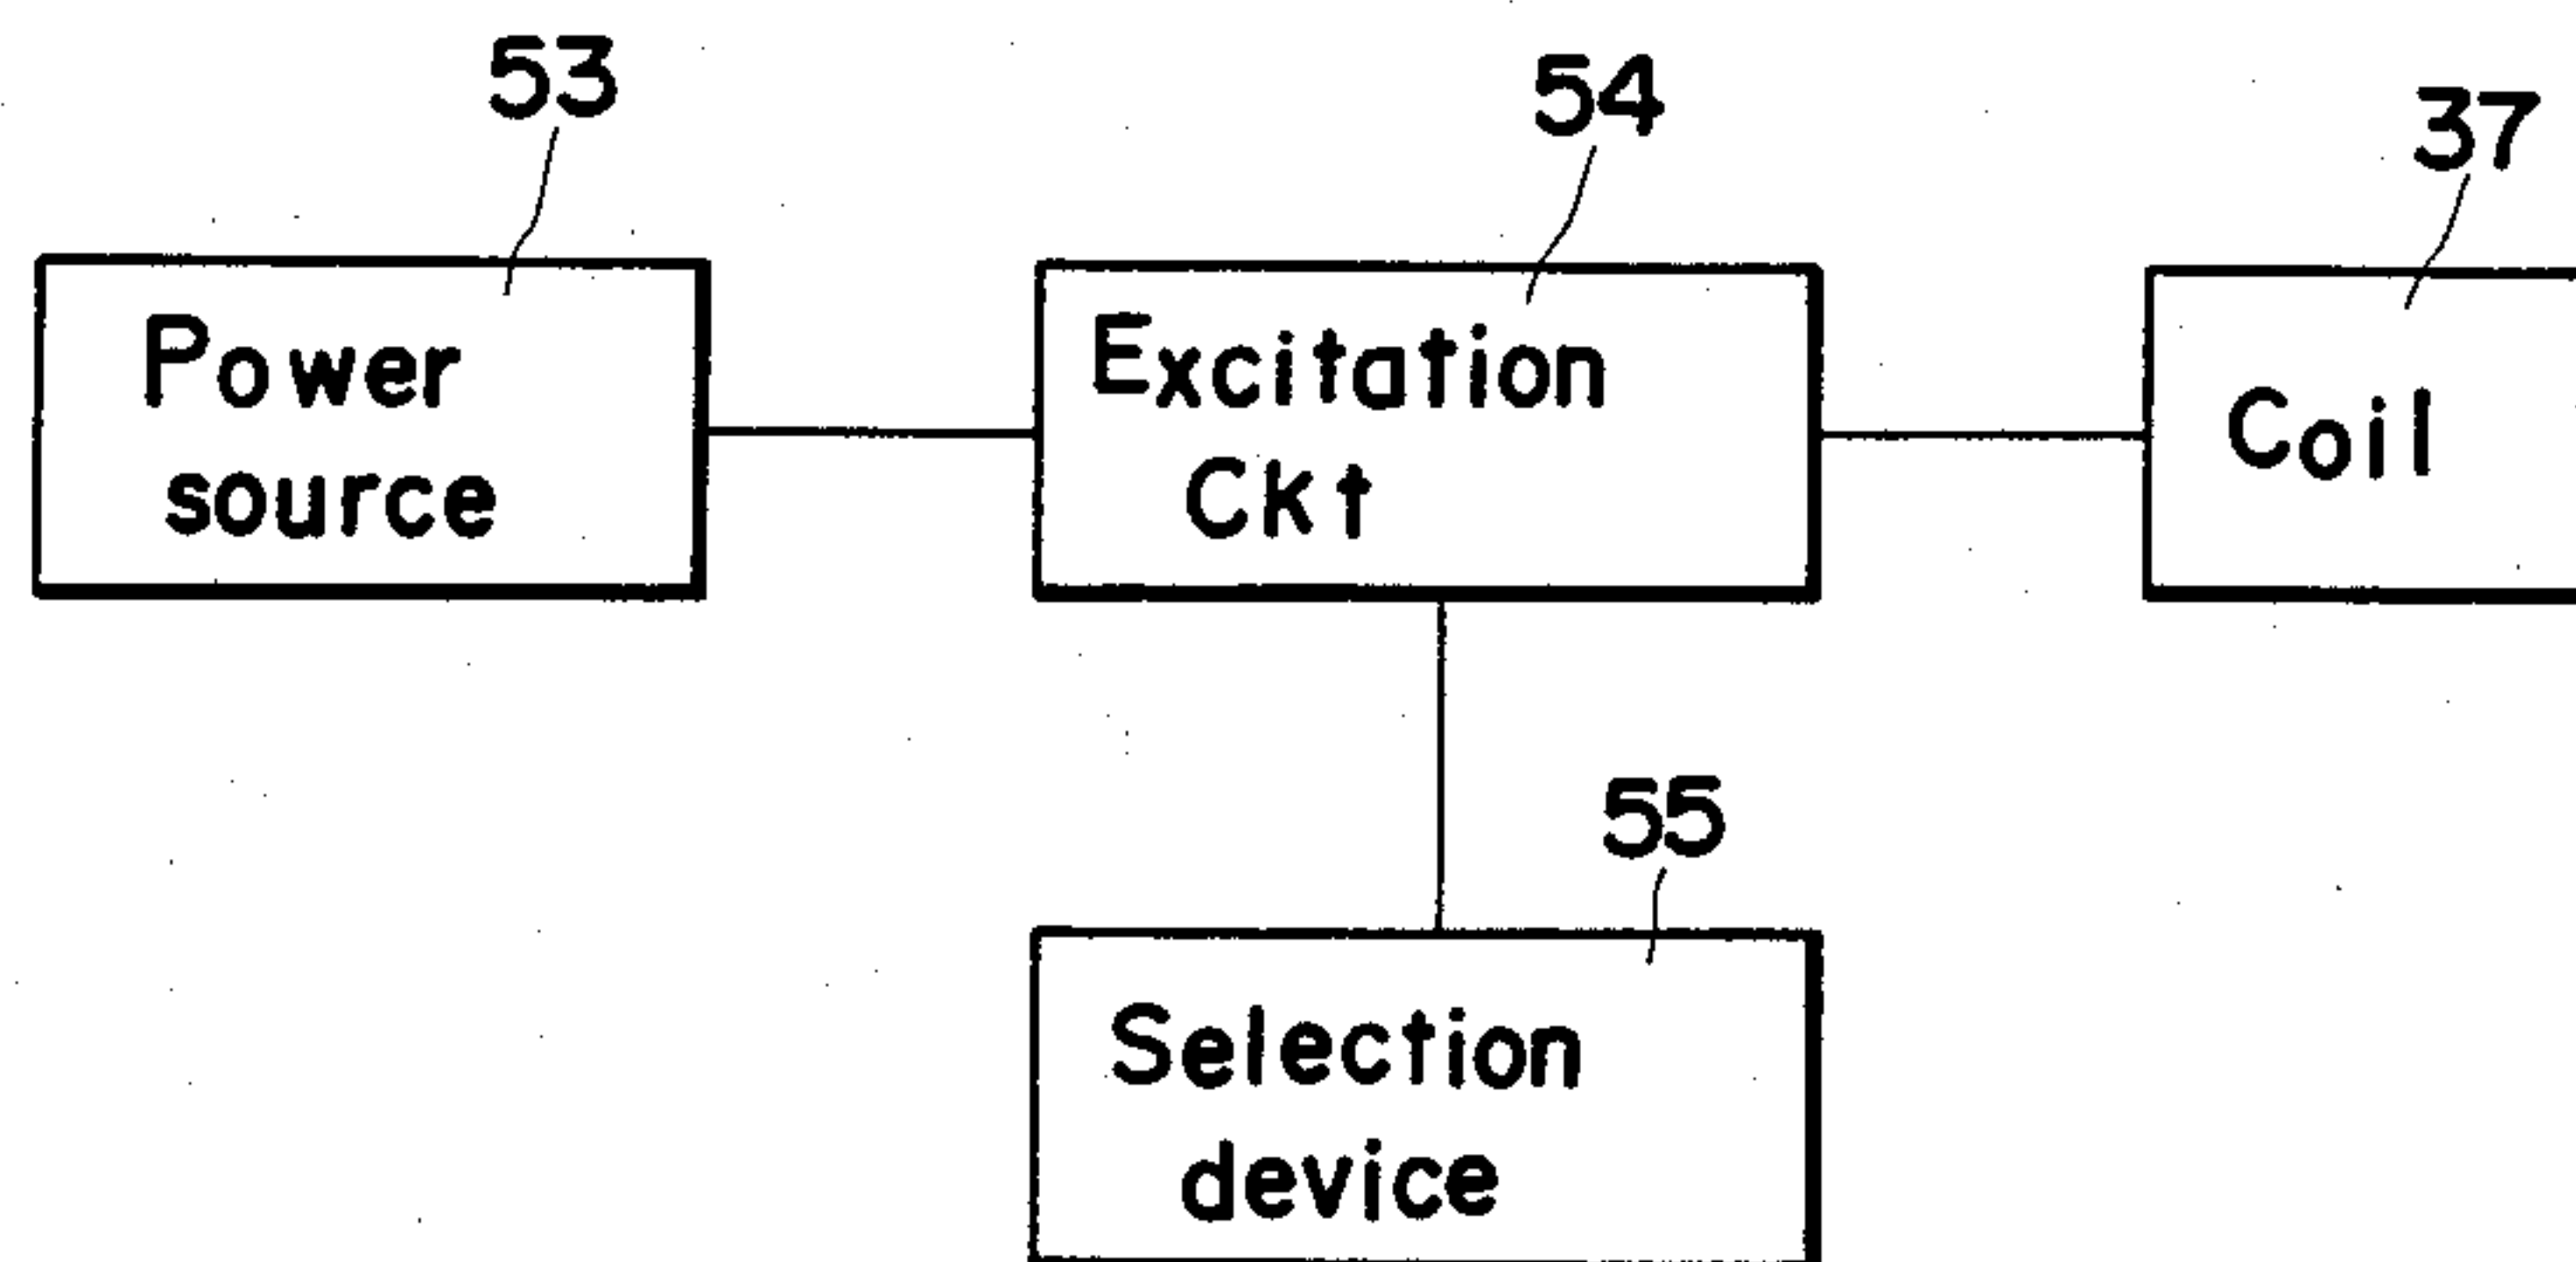 53
54
37
Power
source
Excitation
Ckt
Coil
55
Selection
device